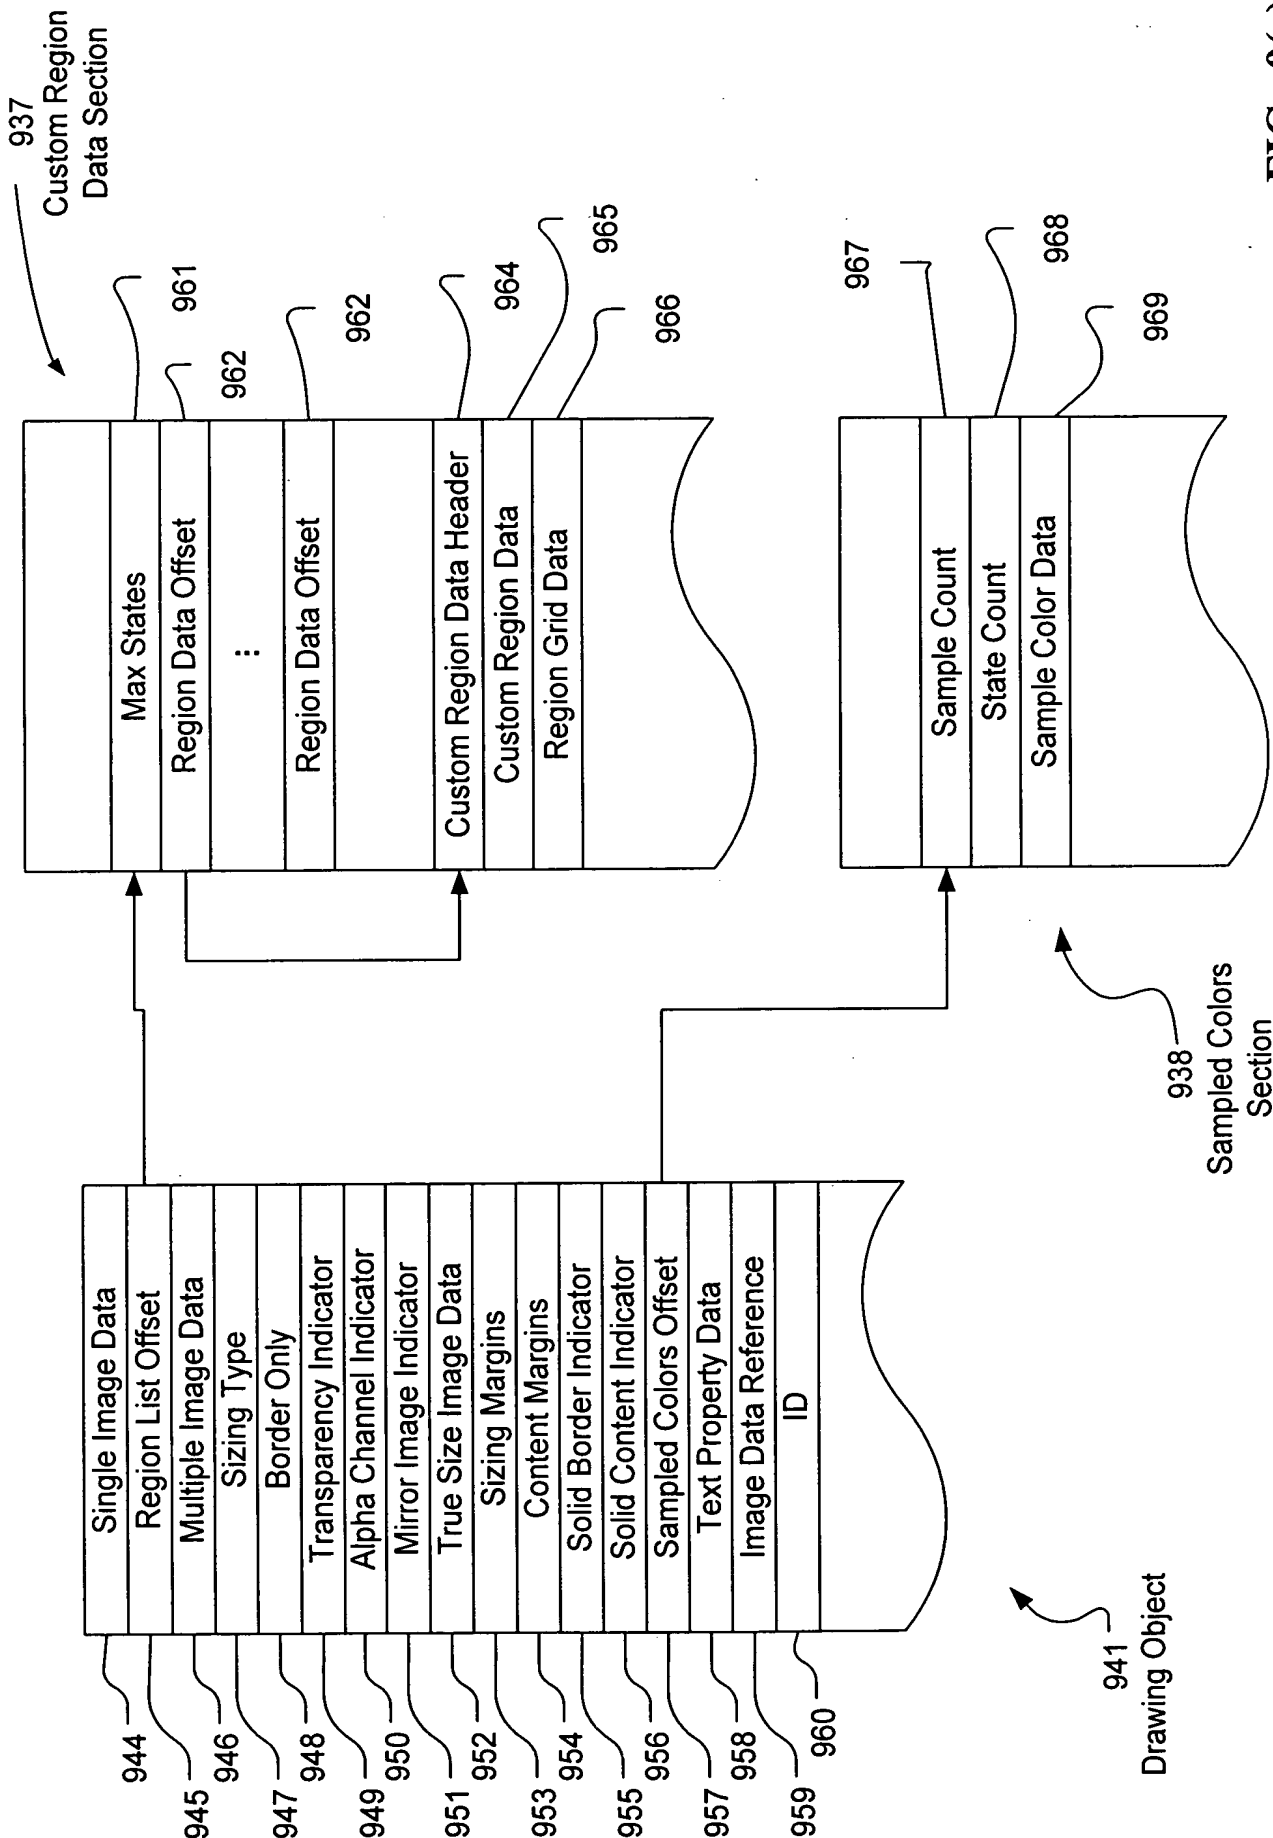 937
Custom Region
Data Section
Max States
961
Region Data Offset
962
⋮
Region Data Offset
962
Custom Region Data Header
964
Custom Region Data
965
Region Grid Data
966
944
Single Image Data
945
Region List Offset
946
Multiple Image Data
947
Sizing Type
948
Border Only
949
Transparency Indicator
950
Alpha Channel Indicator
951
Mirror Image Indicator
952
True Size Image Data
953
Sizing Margins
954
Content Margins
955
Solid Border Indicator
956
Solid Content Indicator
957
Sampled Colors Offset
958
Text Property Data
959
Image Data Reference
960
ID
941
Drawing Object
Sample Count
967
State Count
968
Sample Color Data
969
938
Sampled Colors
Section